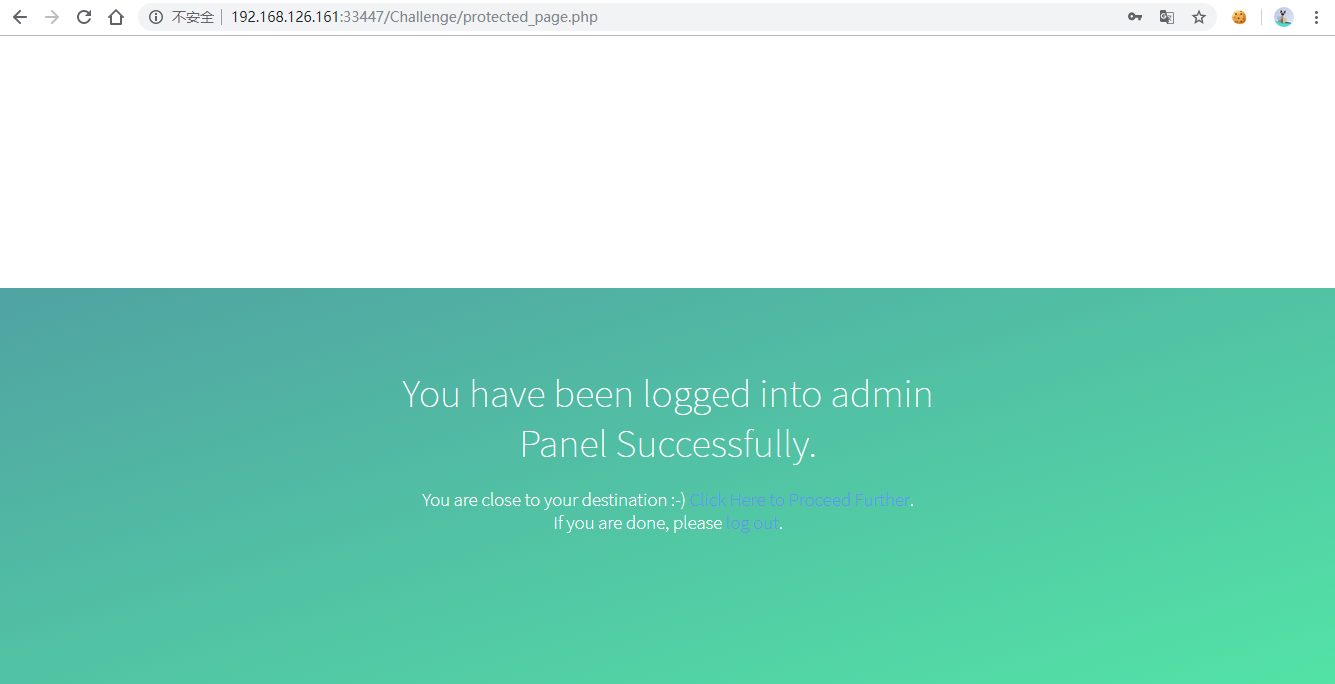 不安全 192.168.126.161:33447/Challenge/protected_page.php
You have been logged into admin
Panel Successfully.
You are close to your destination :-) Click Here to Proceed Further.
If you are done, please log out.